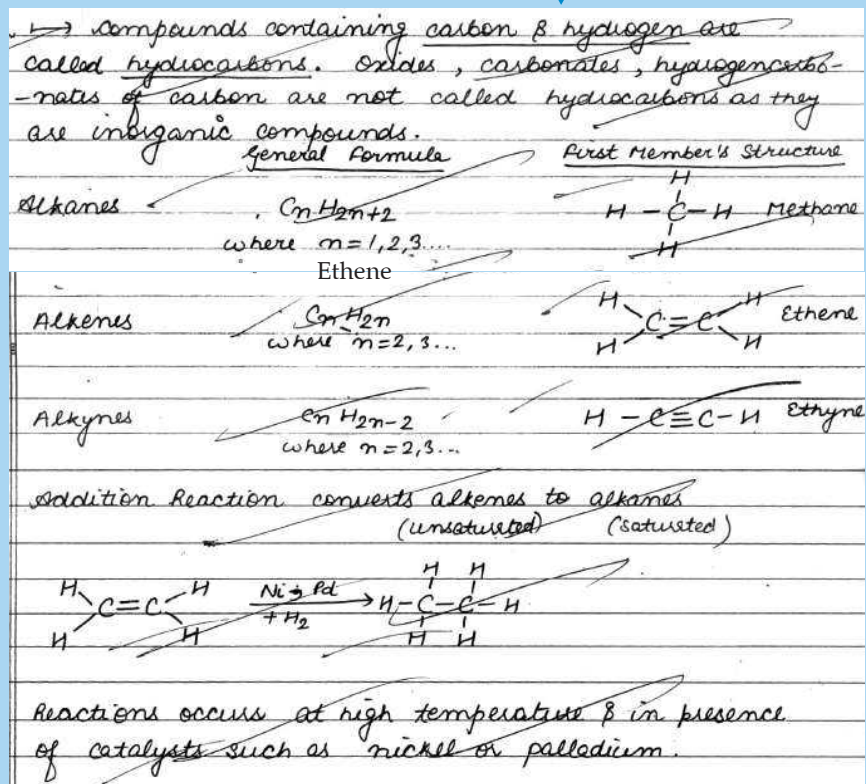 ↳ Compounds containing carbon & hydrogen are
called hydrocarbons. Oxides, carbonates, hydrogencarbo-
-nates of carbon are not called hydrocarbons as they
are inorganic compounds.
General Formula First Member's Structure
Alkanes CnH2n+2 Methane
where n=1,2,3....
H
H - C - H
H
Ethene
Alkenes CnH2n Ethene
where n=2,3...
H H
C=C
H H
Alkynes CnH2n-2 H - C≡C - H Ethyne
where n=2,3...
Addition Reaction converts alkenes to alkanes
(unsaturated) (saturated)
H H
H H Ni Pd
C=C → H-C-C-H
H H +H2
H H
Reactions occurs at high temperature & in presence
of catalysts such as nickel or palladium.